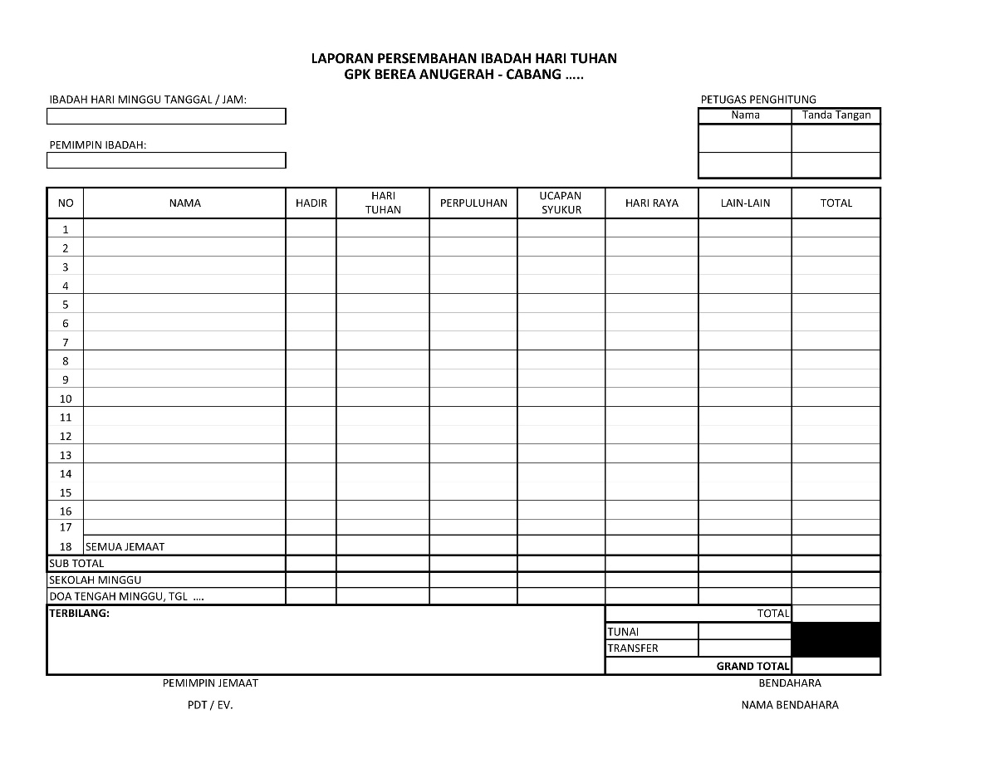 LAPORAN PERSEMBAHAN IBADAH HARI TUHAN
GPK BEREA ANUGERAH - CABANG .....
IBADAH HARI MINGGU TANGGAL / JAM:
PETUGAS PENGHITUNG
Nama Tanda Tangan
PEMIMPIN IBADAH:
NO NAMA HADIR HARI TUHAN PERPULUHAN UCAPAN SYUKUR HARI RAYA LAIN-LAIN TOTAL
1
2
3
4
5
6
7
8
9
10
11
12
13
14
15
16
17
18 SEMUA JEMAAT
SUB TOTAL
SEKOLAH MINGGU
DOA TENGAH MINGGU, TGL ....
TERBILANG: TOTAL
TUNAI
TRANSFER
GRAND TOTAL
PEMIMPIN JEMAAT BENDAHARA
PDT / EV. NAMA BENDAHARA